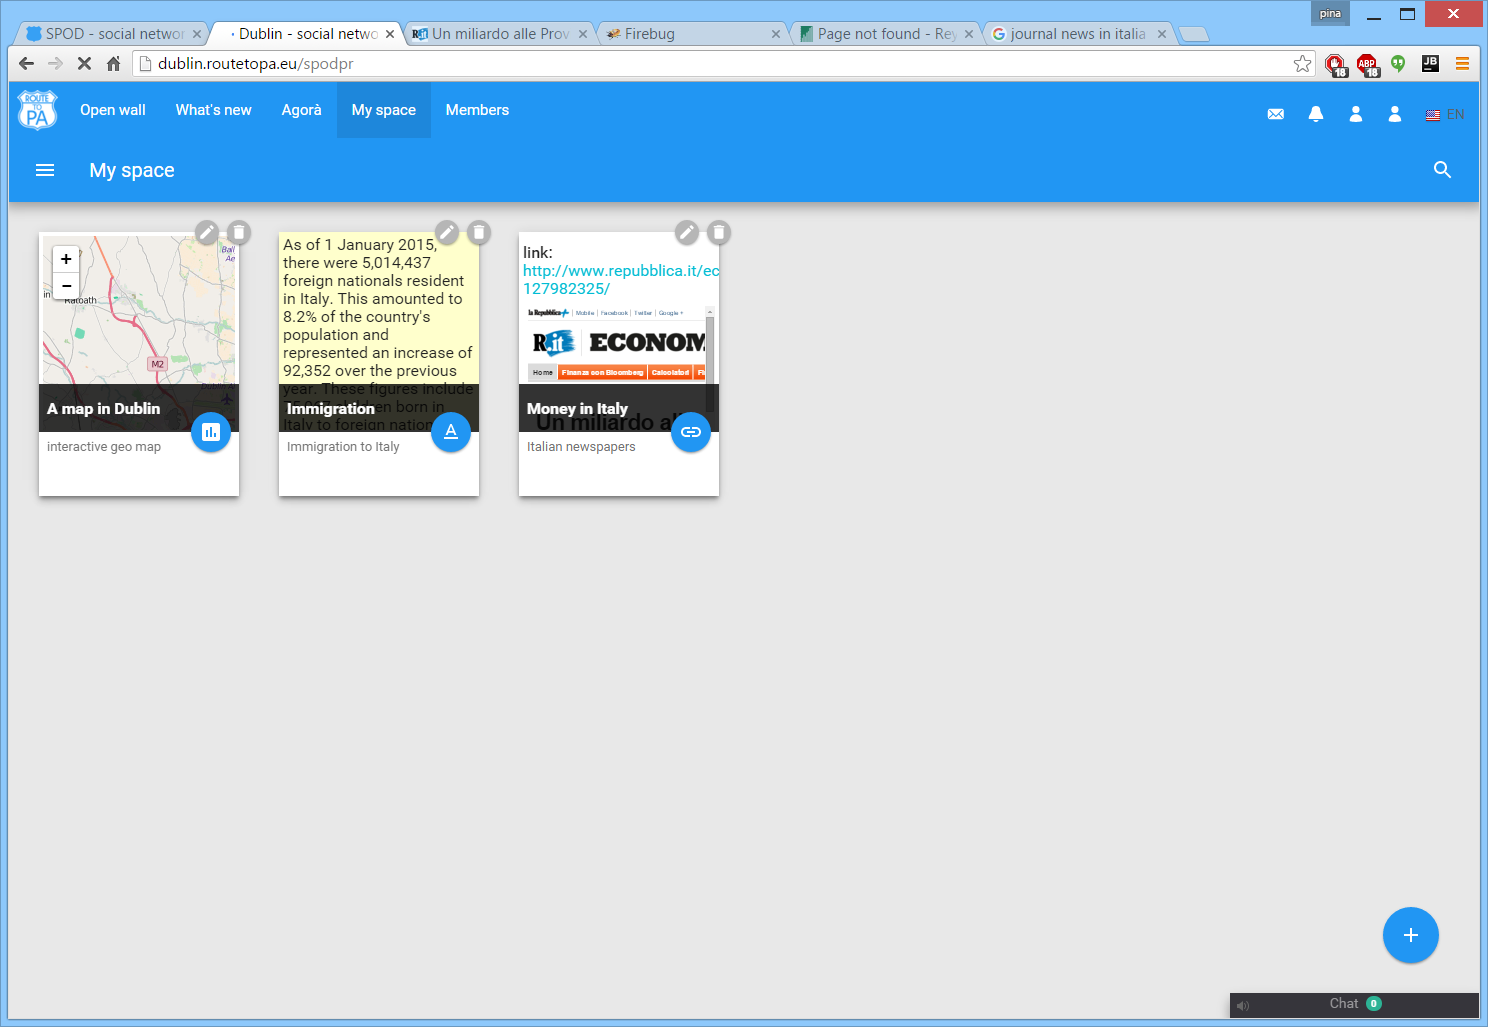 pina
SPOD - social networ
Dublin - social netwo
Un miliardo alle Prov
Firebug
Page not found - Rey
journal news in italia
dublin.routetopa.eu/spodpr
18
ABP
18
JB
ROUTE
TO
PA
Open wall
What's new
Agorà
My space
Members
EN
My space
+
−
Ratoath
M2
A map in Dublin
interactive geo map
As of 1 January 2015,
there were 5,014,437
foreign nationals resident
in Italy. This amounted to
8.2% of the country's
population and
represented an increase of
92,352 over the previous
year. These figures include
children born in
Italy to foreign nation
Immigration
Immigration to Italy
link:
http://www.repubblica.it/ec
127982325/
la Repubblica+ | Mobile | Facebook | Twitter | Google +
R.it ECONOM
Home Finanza con Bloomberg Calcolatori Fi
Un miliardo al
Money in Italy
Italian newspapers
+
Chat 0